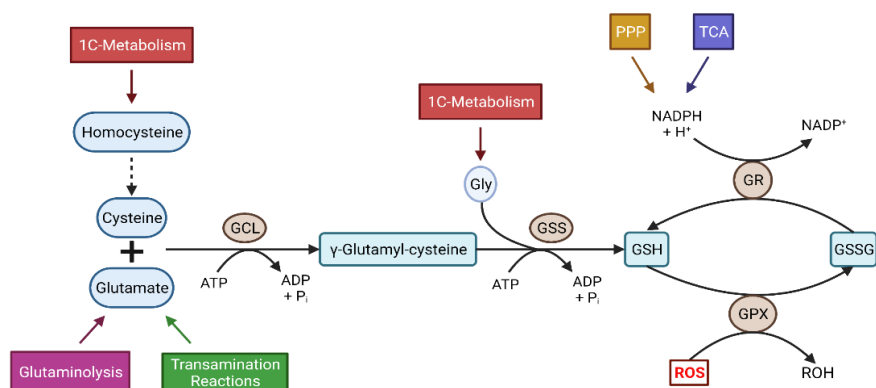 1C-Metabolism
PPP
TCA
Homocysteine
1C-Metabolism
NADPH
+ H⁺
NADP⁺
Gly
GR
Cysteine
+
GCL
γ-Glutamyl-cysteine
GSS
GSH
GSSG
Glutamate
ATP
ADP
+ Pᵢ
ATP
ADP
+ Pᵢ
GPX
Glutaminolysis
Transamination
Reactions
ROS
ROH